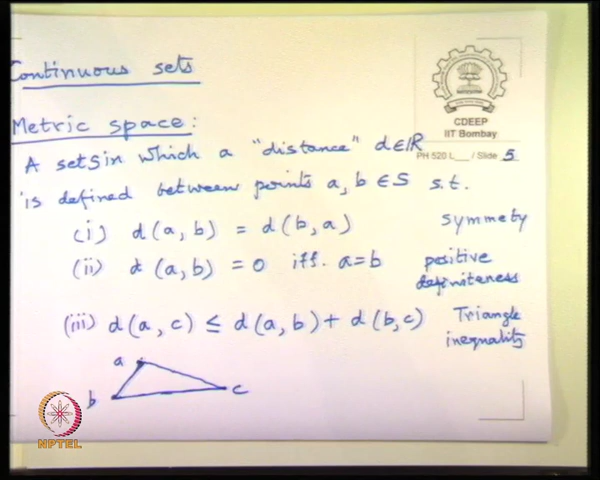 Continuous sets
Metric space:
A set S in which a "distance" d∈ℝ
is defined between points a, b ∈ S s.t.
(i) d(a, b) = d(b, a) symmety
(ii) d(a, b) = 0 iff. a=b positive definiteness
(iii) d(a, c) ≤ d(a, b) + d(b, c) Triangle inequality
a
b
c
CDEEP
IIT Bombay
PH 520 L___ / Slide 5
NPTEL